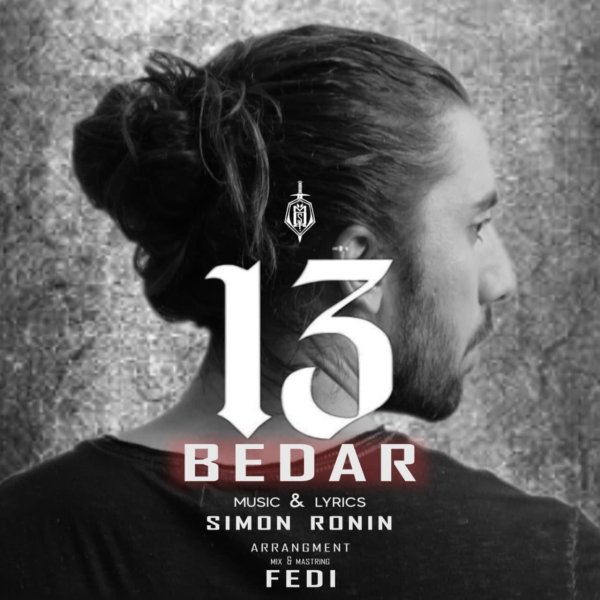 13
BEDAR
MUSIC & LYRICS
SIMON RONIN
ARRANGMENT
MIX & MASTRING
FEDI